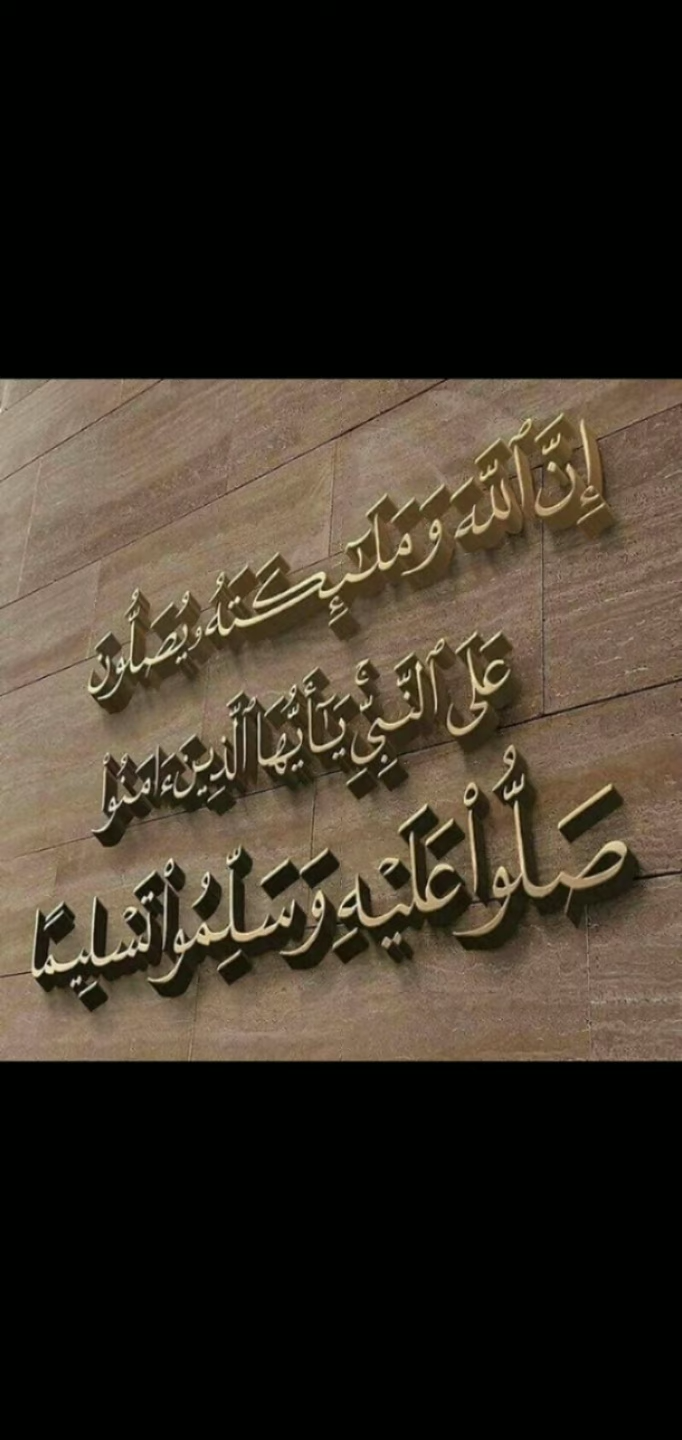 إِنَّ ٱللَّهَ وَمَلَـٰٓئِكَتَهُۥ يُصَلُّونَ
عَلَى ٱلنَّبِيِّۚ يَـٰٓأَيُّهَا ٱلَّذِينَ ءَامَنُوا۟
صَلُّوا۟ عَلَيْهِ وَسَلِّمُوا۟ تَسْلِيمًا